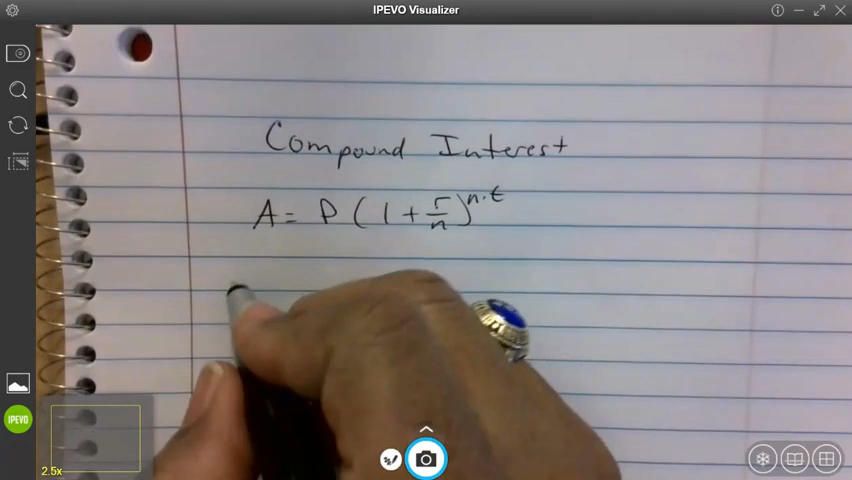 IPEVO Visualizer
Compound Interest
A = P (1 + r/n)^n·t
IPEVO
2.5x